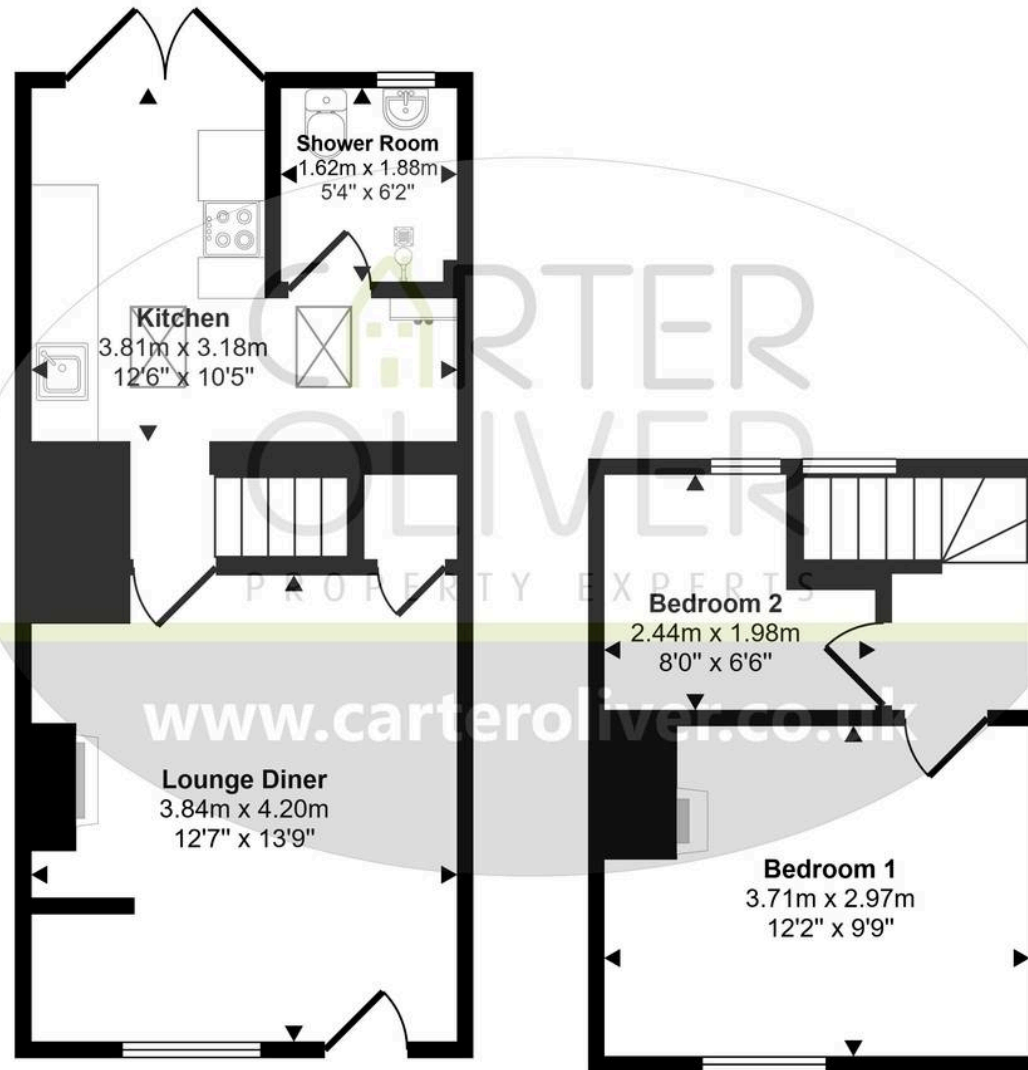 Shower Room
1.62m x 1.88m
5'4" x 6'2"
Kitchen
3.81m x 3.18m
12'6" x 10'5"
CARTER
OLIVER
PROPERTY EXPERTS
www.carteroliver.co.uk
Lounge Diner
3.84m x 4.20m
12'7" x 13'9"
Bedroom 2
2.44m x 1.98m
8'0" x 6'6"
Bedroom 1
3.71m x 2.97m
12'2" x 9'9"